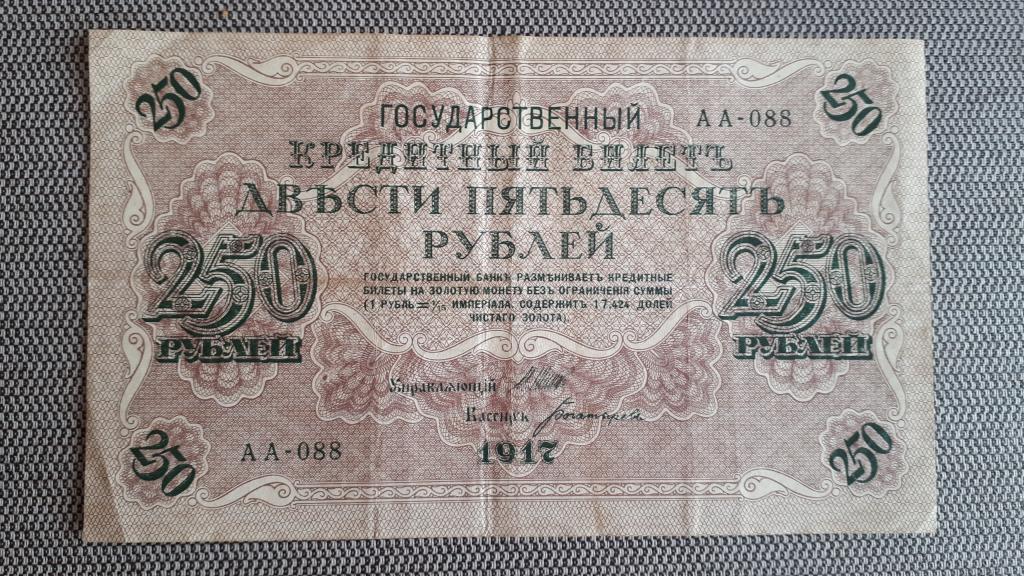 250
250
ГОСУДАРСТВЕННЫЙ АА-088
КРЕДИТНЫЙ БИЛЕТЪ
ДВѢСТИ ПЯТЬДЕСЯТЪ
РУБЛЕЙ
250
РУБЛЕЙ
250
РУБЛЕЙ
ГОСУДАРСТВЕННЫЙ БАНКЪ РАЗМѢНИВАЕТЪ КРЕДИТНЫЕ
БИЛЕТЫ НА ЗОЛОТУЮ МОНЕТУ БЕЗЪ ОГРАНИЧЕНІЯ СУММЫ
(1 РУБЛЬ = 1/15 ИМПЕРІАЛА, СОДЕРЖИТЪ 17,424 ДОЛЕЙ
ЧИСТАГО ЗОЛОТА).
Управляющій
Кассиръ
АА-088
1917
250
250